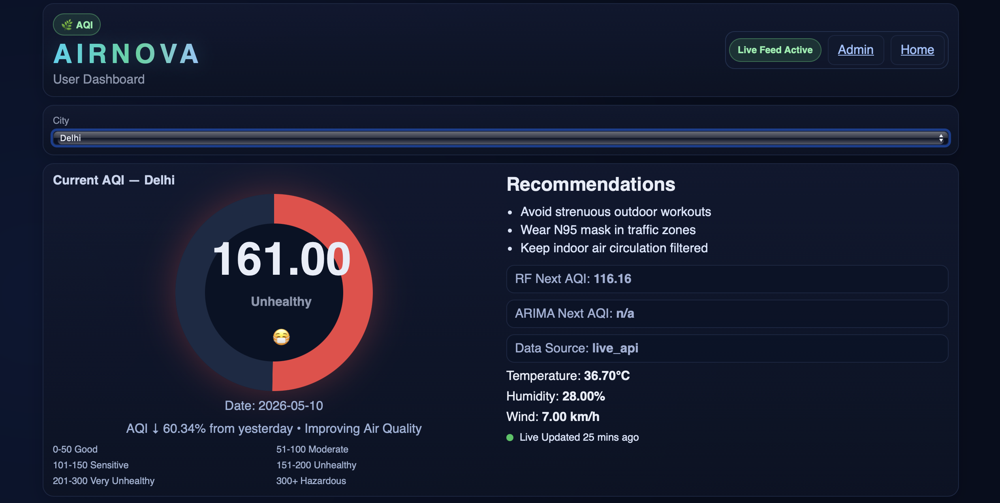 AQI
AIRNOVA
User Dashboard
Live Feed Active
Admin
Home
City
Delhi
Current AQI — Delhi
161.00
Unhealthy
Date: 2026-05-10
AQI ↓ 60.34% from yesterday • Improving Air Quality
0-50 Good
51-100 Moderate
101-150 Sensitive
151-200 Unhealthy
201-300 Very Unhealthy
300+ Hazardous
Recommendations
• Avoid strenuous outdoor workouts
• Wear N95 mask in traffic zones
• Keep indoor air circulation filtered
RF Next AQI: 116.16
ARIMA Next AQI: n/a
Data Source: live_api
Temperature: 36.70°C
Humidity: 28.00%
Wind: 7.00 km/h
Live Updated 25 mins ago